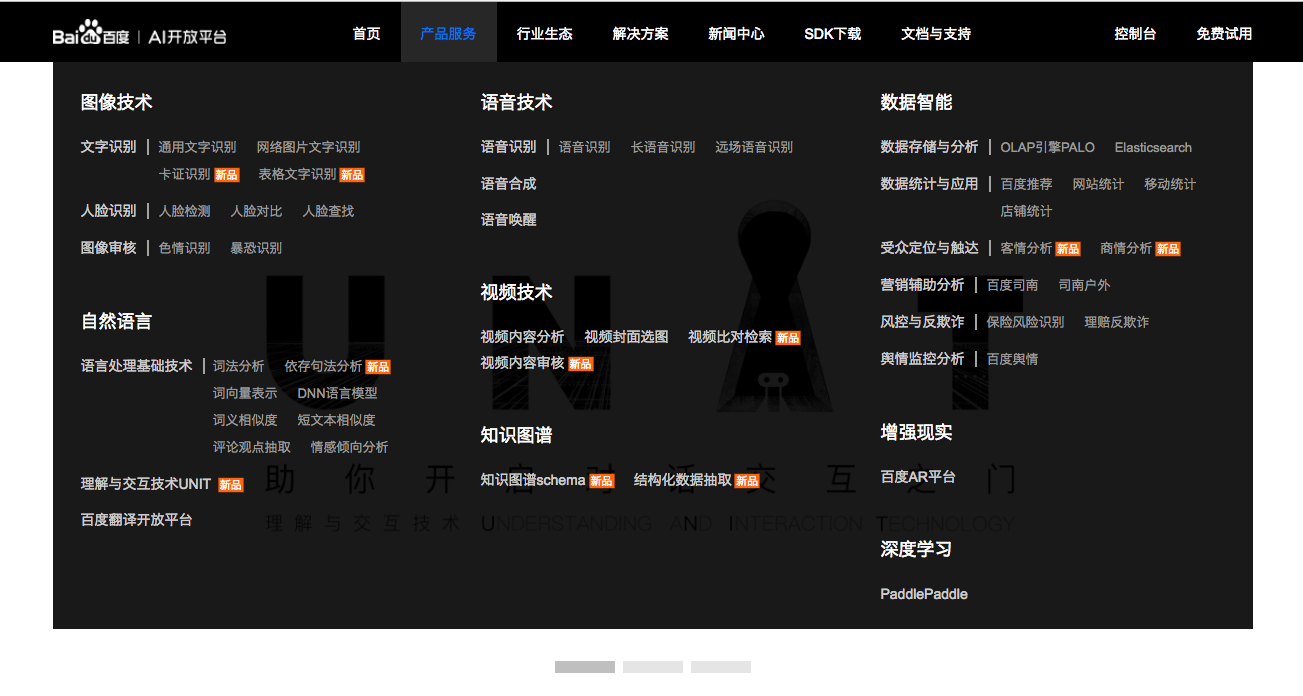 Baidu百度 | AI开放平台 首页 产品服务 行业生态 解决方案 新闻中心 SDK下载 文档与支持 控制台 免费试用
图像技术
文字识别 | 通用文字识别 网络图片文字识别
卡证识别 新品 表格文字识别 新品
人脸识别 | 人脸检测 人脸对比 人脸查找
图像审核 | 色情识别 暴恐识别
自然语言
语言处理基础技术 | 词法分析 依存句法分析 新品
词向量表示 DNN语言模型
词义相似度 短文本相似度
评论观点抽取 情感倾向分析
理解与交互技术UNIT 新品
百度翻译开放平台
语音技术
语音识别 | 语音识别 长语音识别 远场语音识别
语音合成
语音唤醒
视频技术
视频内容分析 视频封面选图 视频比对检索 新品
视频内容审核 新品
知识图谱
知识图谱schema 新品 结构化数据抽取 新品
数据智能
数据存储与分析 | OLAP引擎PALO Elasticsearch
数据统计与应用 | 百度推荐 网站统计 移动统计
店铺统计
受众定位与触达 | 客情分析 新品 商情分析 新品
营销辅助分析 | 百度司南 司南户外
风控与反欺诈 | 保险风险识别 理赔反欺诈
舆情监控分析 | 百度舆情
增强现实
百度AR平台
深度学习
PaddlePaddle
UNIT
助你开启对话交互之门
理解与交互技术 UNDERSTANDING AND INTERACTION TECHNOLOGY